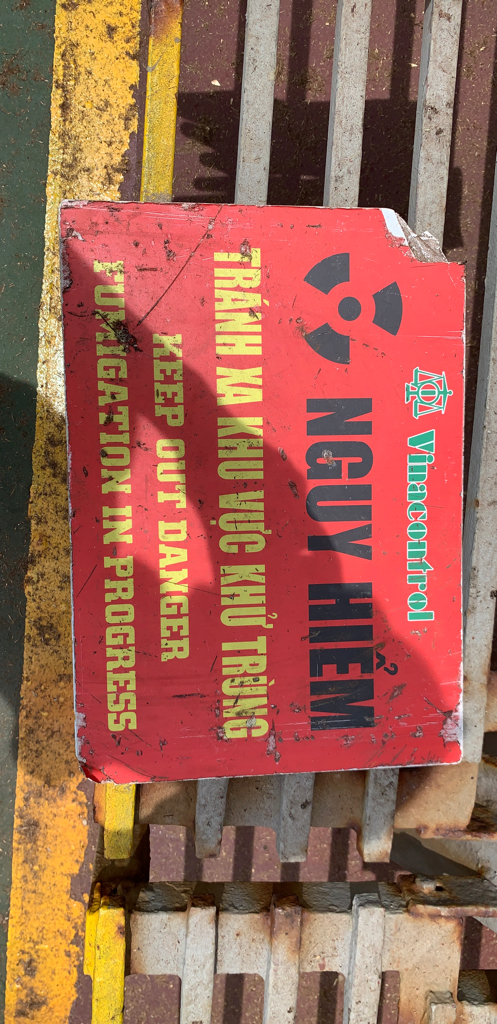 Vinacontrol
NGUY HIỂM
TRÁNH XA KHU VỰC KHỬ TRÙNG
KEEP OUT DANGER
FUMIGATION IN PROGRESS